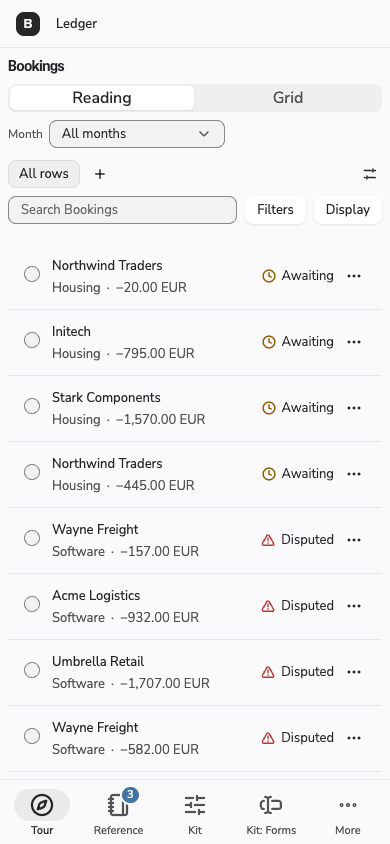 B Ledger
Bookings
Reading Grid
Month All months
All rows +
Search Bookings Filters Display
Northwind Traders
Housing · −20.00 EUR Awaiting
Initech
Housing · −795.00 EUR Awaiting
Stark Components
Housing · −1,570.00 EUR Awaiting
Northwind Traders
Housing · −445.00 EUR Awaiting
Wayne Freight
Software · −157.00 EUR Disputed
Acme Logistics
Software · −932.00 EUR Disputed
Umbrella Retail
Software · −1,707.00 EUR Disputed
Wayne Freight
Software · −582.00 EUR Disputed
3
Tour Reference Kit Kit: Forms More